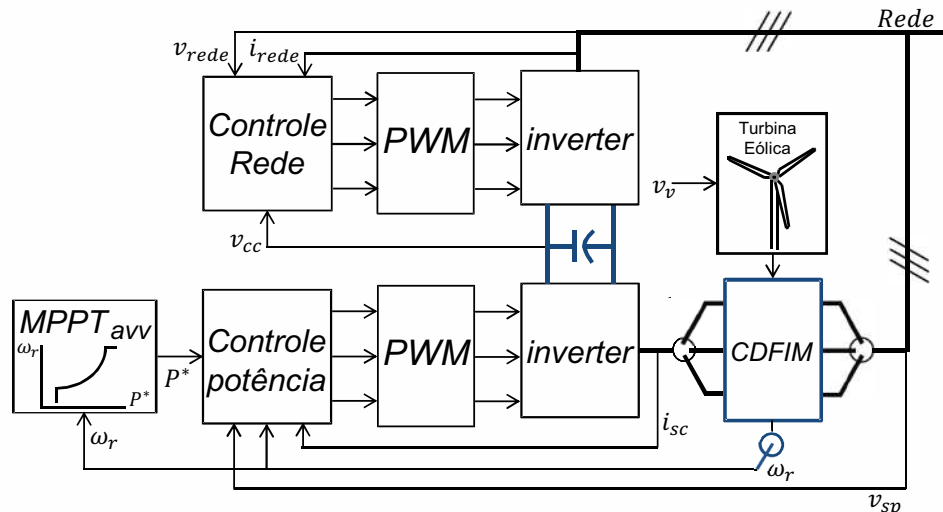 Rede
v_rede
i_rede
Controle
Rede
PWM
inverter
Turbina
Eólica
v_v
v_cc
MPPT_avv
ω_r
P*
P*
Controle
potência
PWM
inverter
CDFIM
i_sc
ω_r
ω_r
v_sp